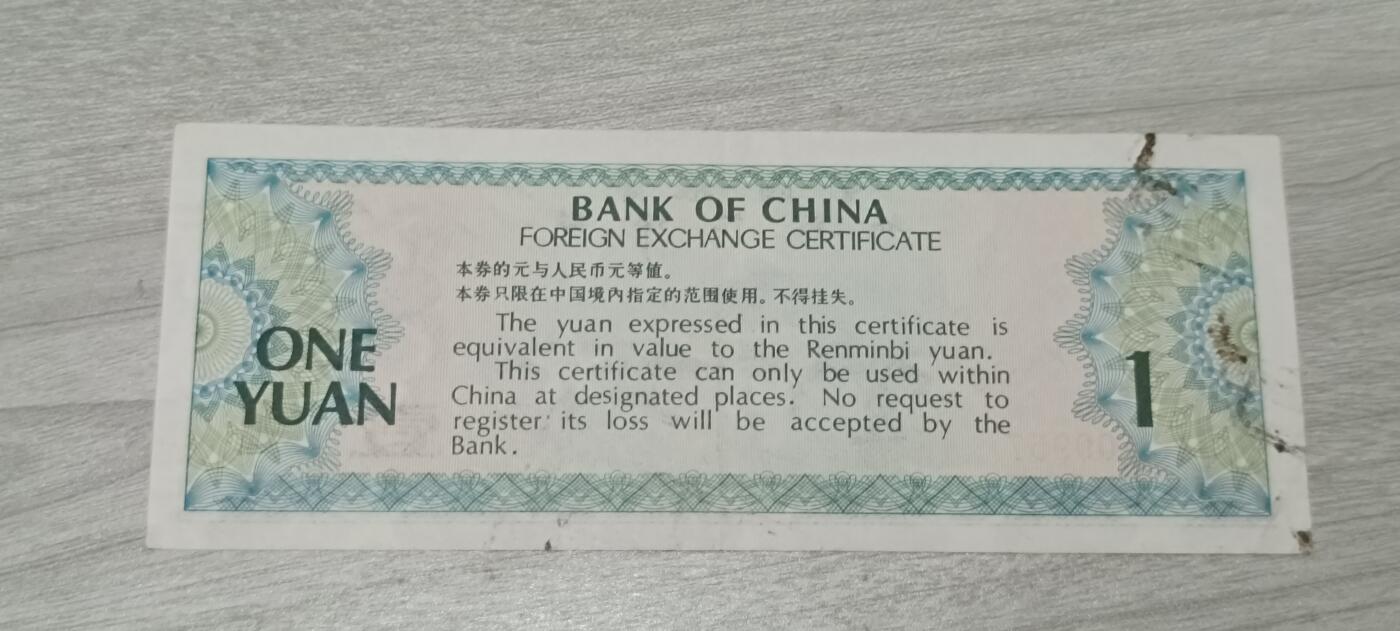 BANK OF CHINA
FOREIGN EXCHANGE CERTIFICATE
本券的元与人民币元等值。
本券只限在中国境内指定的范围使用。不得挂失。
The yuan expressed in this certificate is
equivalent in value to the Renminbi yuan.
This certificate can only be used within
China at designated places. No request to
register its loss will be accepted by the
Bank.
ONE
YUAN
1